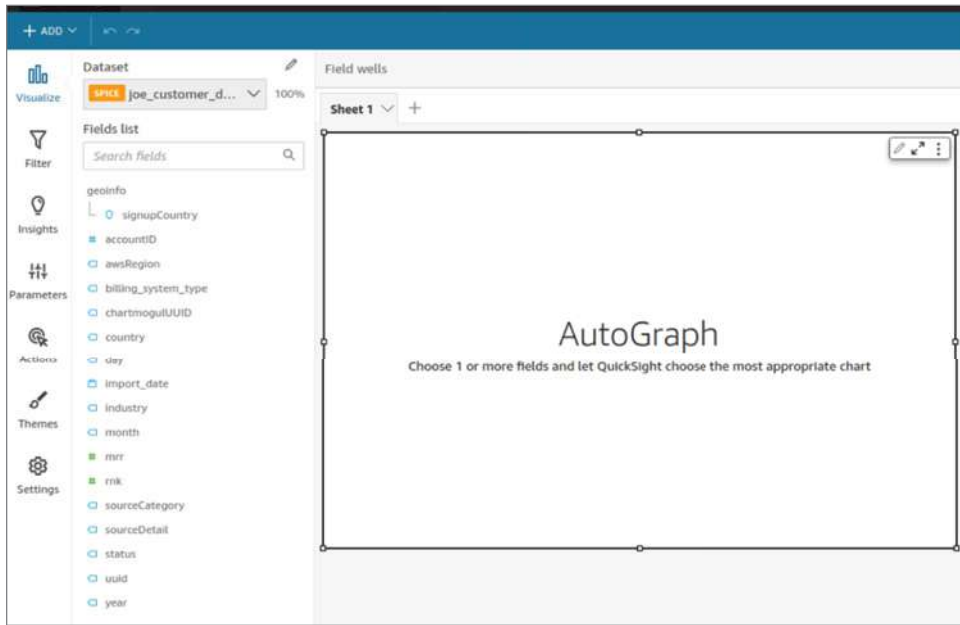 + ADD
Visualize
Filter
Insights
Parameters
Actions
Themes
Settings
Dataset
SPICE joe_customer_d... 100%
Fields list
Search fields
geoinfo
signupCountry
accountID
awsRegion
billing_system_type
chartmogulUUID
country
day
import_date
industry
month
mrr
rnk
sourceCategory
sourceDetail
status
uuid
year
Field wells
Sheet 1 +
AutoGraph
Choose 1 or more fields and let QuickSight choose the most appropriate chart